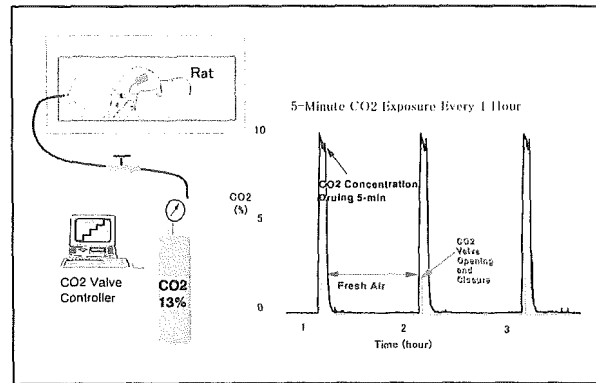 Rat
5-Minute CO2 Exposure Every 1 Hour
10
CO2
(%)
5
0
CO2 Concentration
Druing 5-min
CO2
Valve
Opening
and
Closure
Fresh Air
CO2 Valve
Controller
CO2
13%
1
2
3
Time (hour)